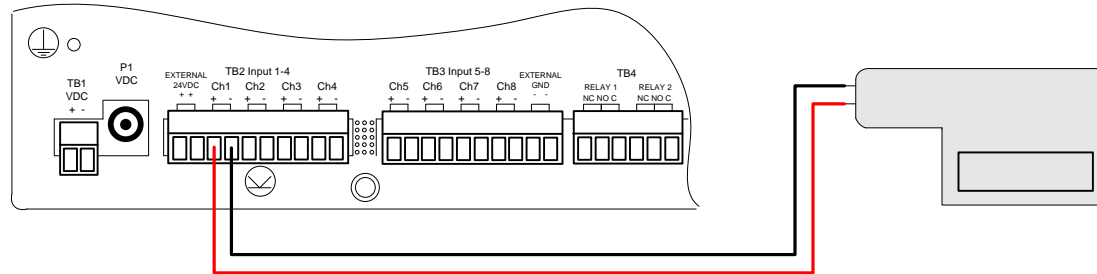 P1
VDC
TB1
VDC
+ -
EXTERNAL
24VDC
+ +
TB2 Input 1-4
Ch1 Ch2 Ch3 Ch4
+ - + - + - + -
TB3 Input 5-8
Ch5 Ch6 Ch7 Ch8
+ - + - + - + -
EXTERNAL
GND
- -
TB4
RELAY 1 RELAY 2
NC NO C NC NO C